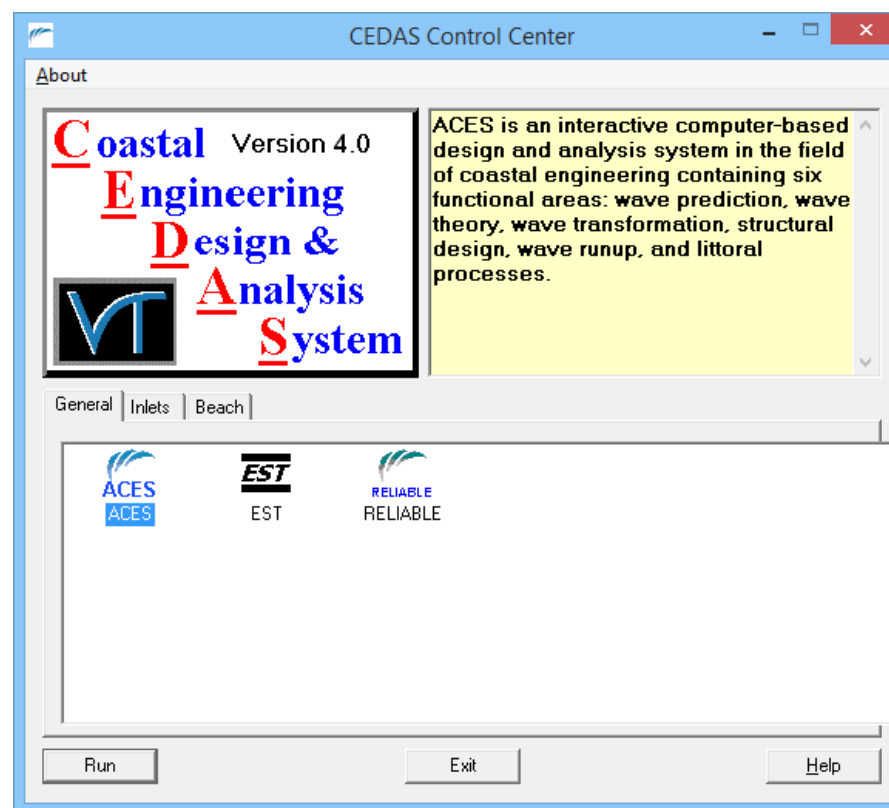 CEDAS Control Center
About
Coastal Version 4.0
Engineering
Design &
Analysis
System
VT
ACES is an interactive computer-based
design and analysis system in the field
of coastal engineering containing six
functional areas: wave prediction, wave
theory, wave transformation, structural
design, wave runup, and littoral
processes.
General Inlets Beach
ACES EST RELIABLE
ACES EST RELIABLE
Run Exit Help